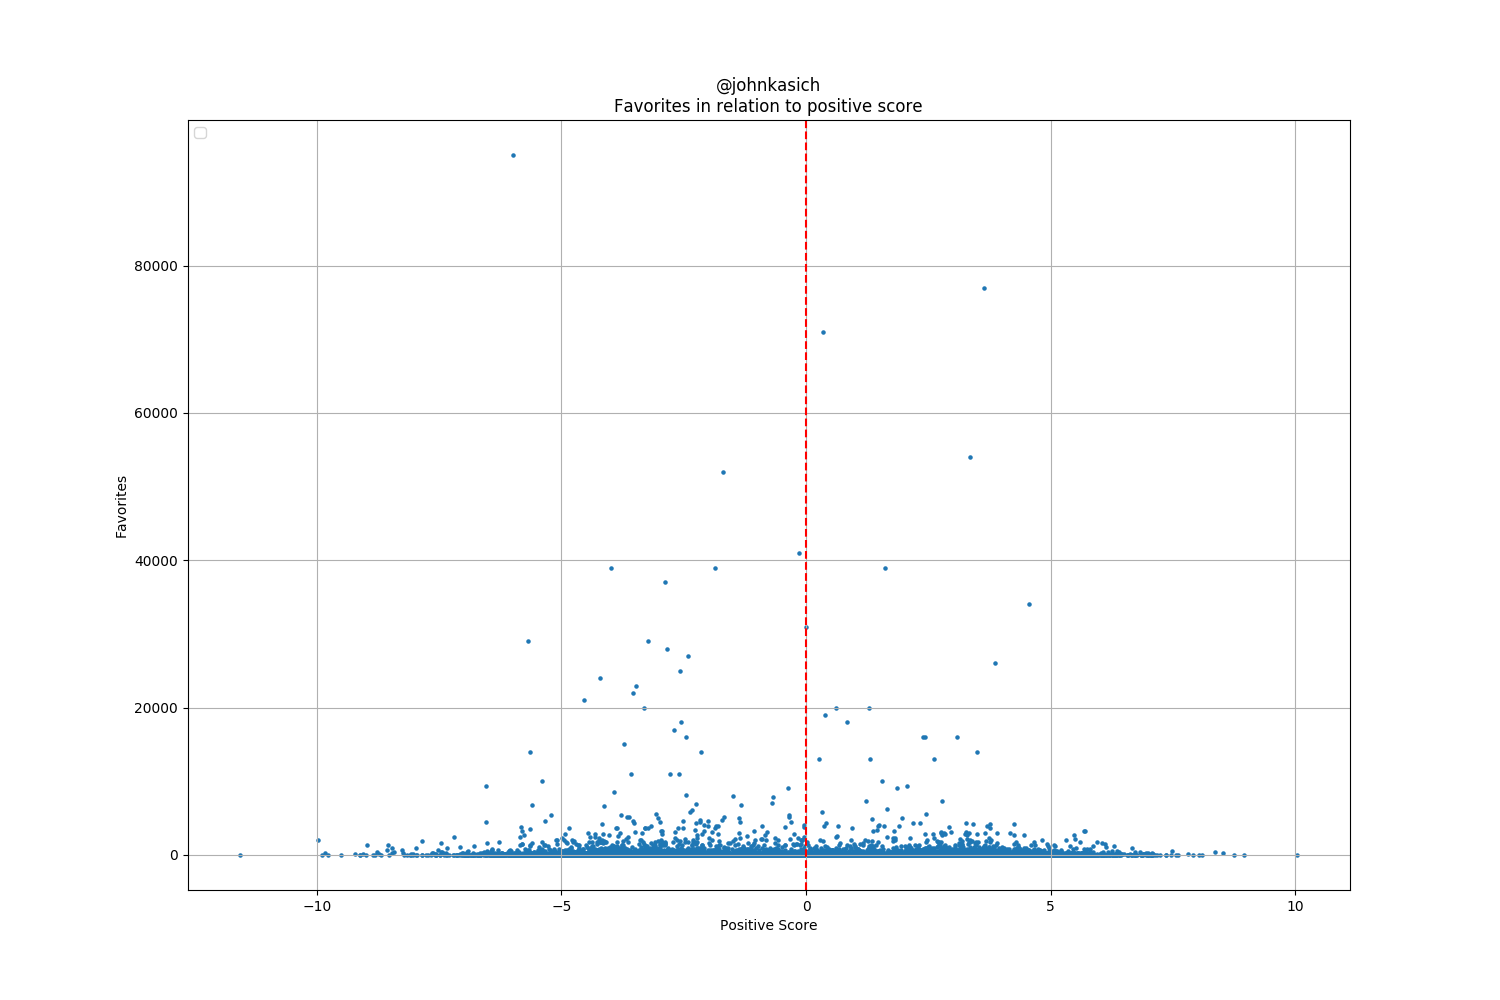 @johnkasich
Favorites in relation to positive score
80000
60000
40000
20000
0
Favorites
−10
−5
0
5
10
Positive Score